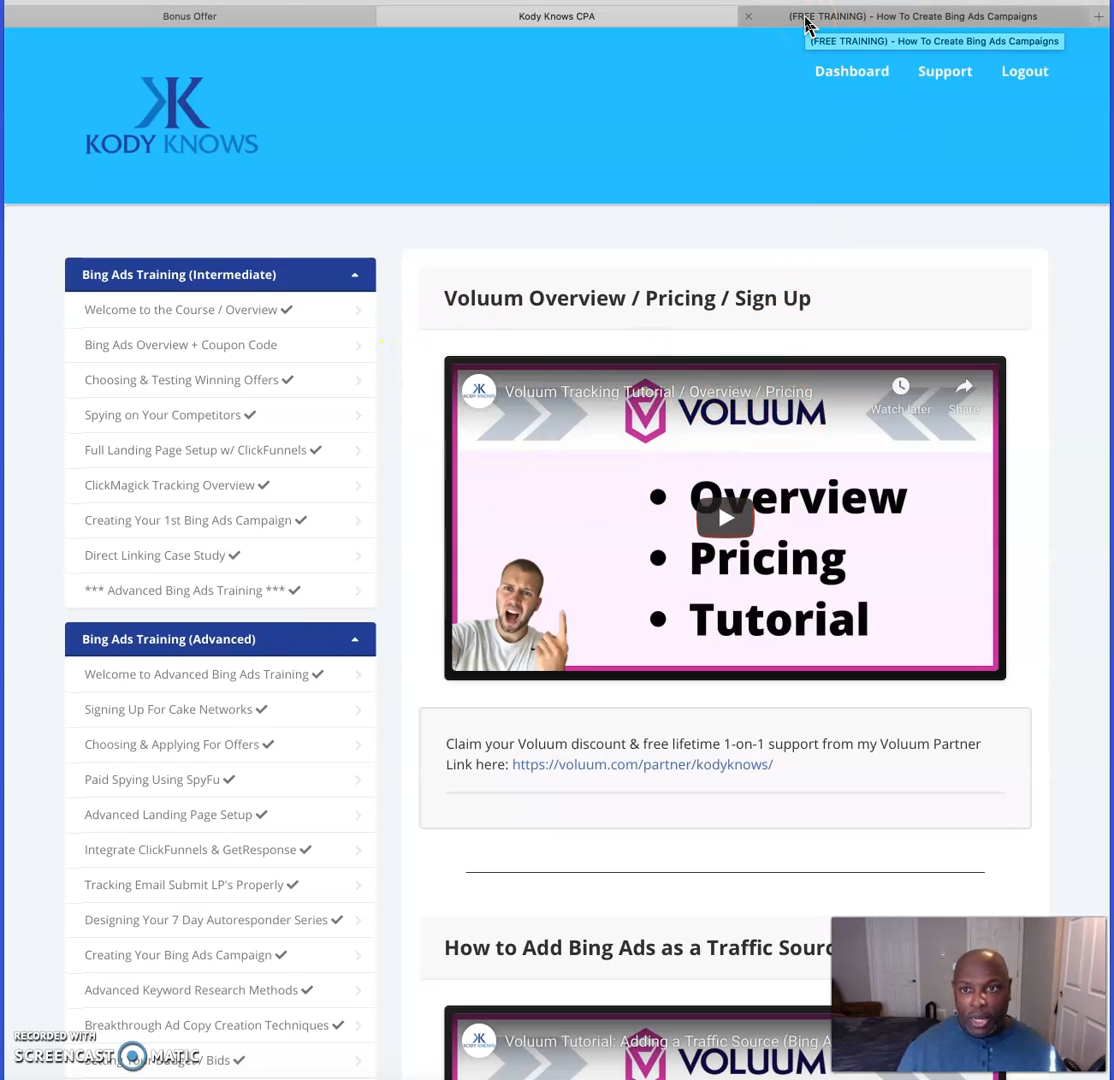 Bonus Offer
Kody Knows CPA
(FREE TRAINING) - How To Create Bing Ads Campaigns
(FREE TRAINING) - How To Create Bing Ads Campaigns
Dashboard
Support
Logout
KODY KNOWS
Bing Ads Training (Intermediate)
Welcome to the Course / Overview
Bing Ads Overview + Coupon Code
Choosing & Testing Winning Offers
Spying on Your Competitors
Full Landing Page Setup w/ ClickFunnels
ClickMagick Tracking Overview
Creating Your 1st Bing Ads Campaign
Direct Linking Case Study
*** Advanced Bing Ads Training ***
Bing Ads Training (Advanced)
Welcome to Advanced Bing Ads Training
Signing Up For Cake Networks
Choosing & Applying For Offers
Paid Spying Using SpyFu
Advanced Landing Page Setup
Integrate ClickFunnels & GetResponse
Tracking Email Submit LP's Properly
Designing Your 7 Day Autoresponder Series
Creating Your Bing Ads Campaign
Advanced Keyword Research Methods
Breakthrough Ad Copy Creation Techniques
Your Budget / Bids
RECORDED WITH
SCREENCAST MATIC
Voluum Overview / Pricing / Sign Up
KODY KNOWS
Voluum Tracking Tutorial / Overview / Pricing
Watch later
Share
VOLUUM
• Overview
• Pricing
• Tutorial
Claim your Voluum discount & free lifetime 1-on-1 support from my Voluum Partner
Link here: https://voluum.com/partner/kodyknows/
How to Add Bing Ads as a Traffic Sourc
KODY KNOWS
Voluum Tutorial: Adding a Traffic Source (Bing A
VOLUUM